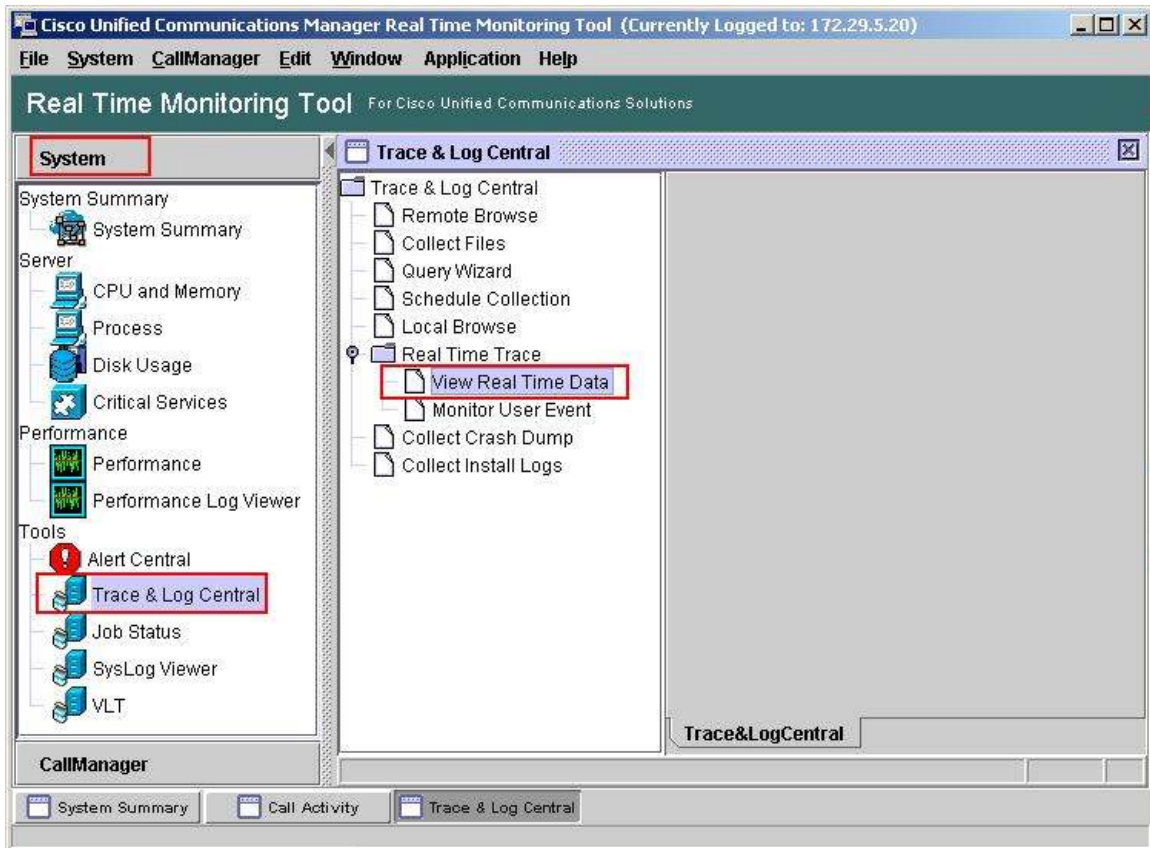 Cisco Unified Communications Manager Real Time Monitoring Tool (Currently Logged to: 172.29.5.20)
File System CallManager Edit Window Application Help
Real Time Monitoring Tool For Cisco Unified Communications Solutions
System
System Summary
System Summary
Server
CPU and Memory
Process
Disk Usage
Critical Services
Performance
Performance
Performance Log Viewer
Tools
Alert Central
Trace & Log Central
Job Status
SysLog Viewer
VLT
CallManager
Trace & Log Central
Trace & Log Central
Remote Browse
Collect Files
Query Wizard
Schedule Collection
Local Browse
Real Time Trace
View Real Time Data
Monitor User Event
Collect Crash Dump
Collect Install Logs
Trace&LogCentral
System Summary
Call Activity
Trace & Log Central